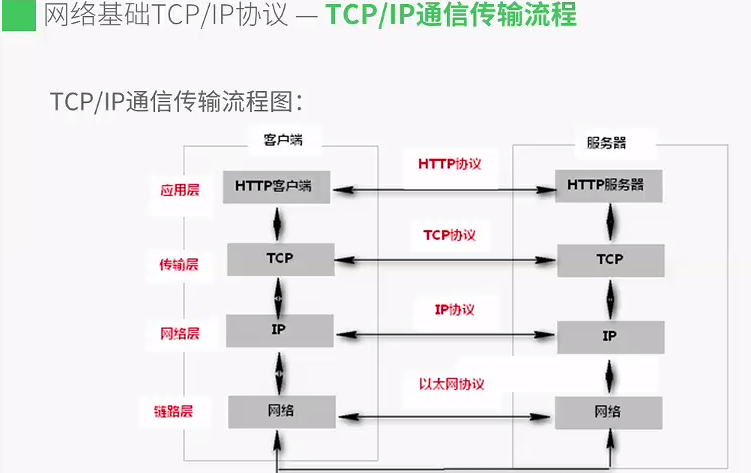 网络基础TCP/IP协议 — TCP/IP通信传输流程
TCP/IP通信传输流程图：
客户端
服务器
HTTP协议
应用层
HTTP客户端
HTTP服务器
TCP协议
传输层
TCP
TCP
IP协议
网络层
IP
IP
以太网协议
链路层
网络
网络